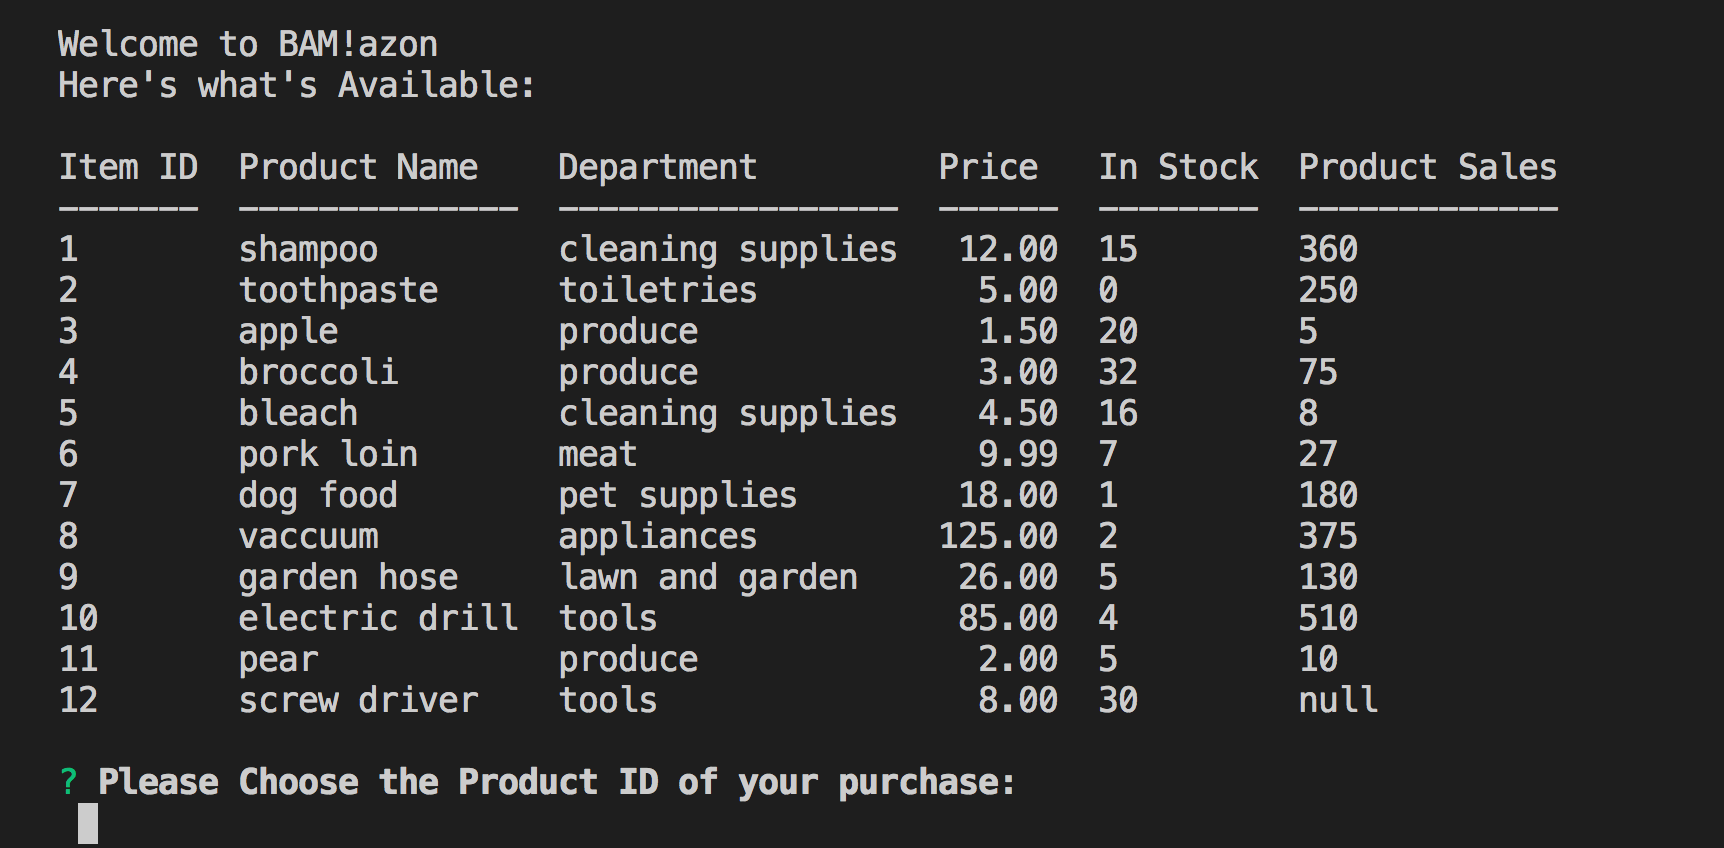 Welcome to BAM!azon
Here's what's Available:
Item ID  Product Name    Department         Price   In Stock  Product Sales
-------  --------------  -----------------  ------  --------  -------------
1        shampoo         cleaning supplies   12.00  15        360
2        toothpaste      toiletries           5.00  0         250
3        apple           produce              1.50  20        5
4        broccoli        produce              3.00  32        75
5        bleach          cleaning supplies    4.50  16        8
6        pork loin       meat                 9.99  7         27
7        dog food        pet supplies        18.00  1         180
8        vaccuum         appliances         125.00  2         375
9        garden hose     lawn and garden     26.00  5         130
10       electric drill  tools               85.00  4         510
11       pear            produce              2.00  5         10
12       screw driver    tools                8.00  30        null
? Please Choose the Product ID of your purchase: